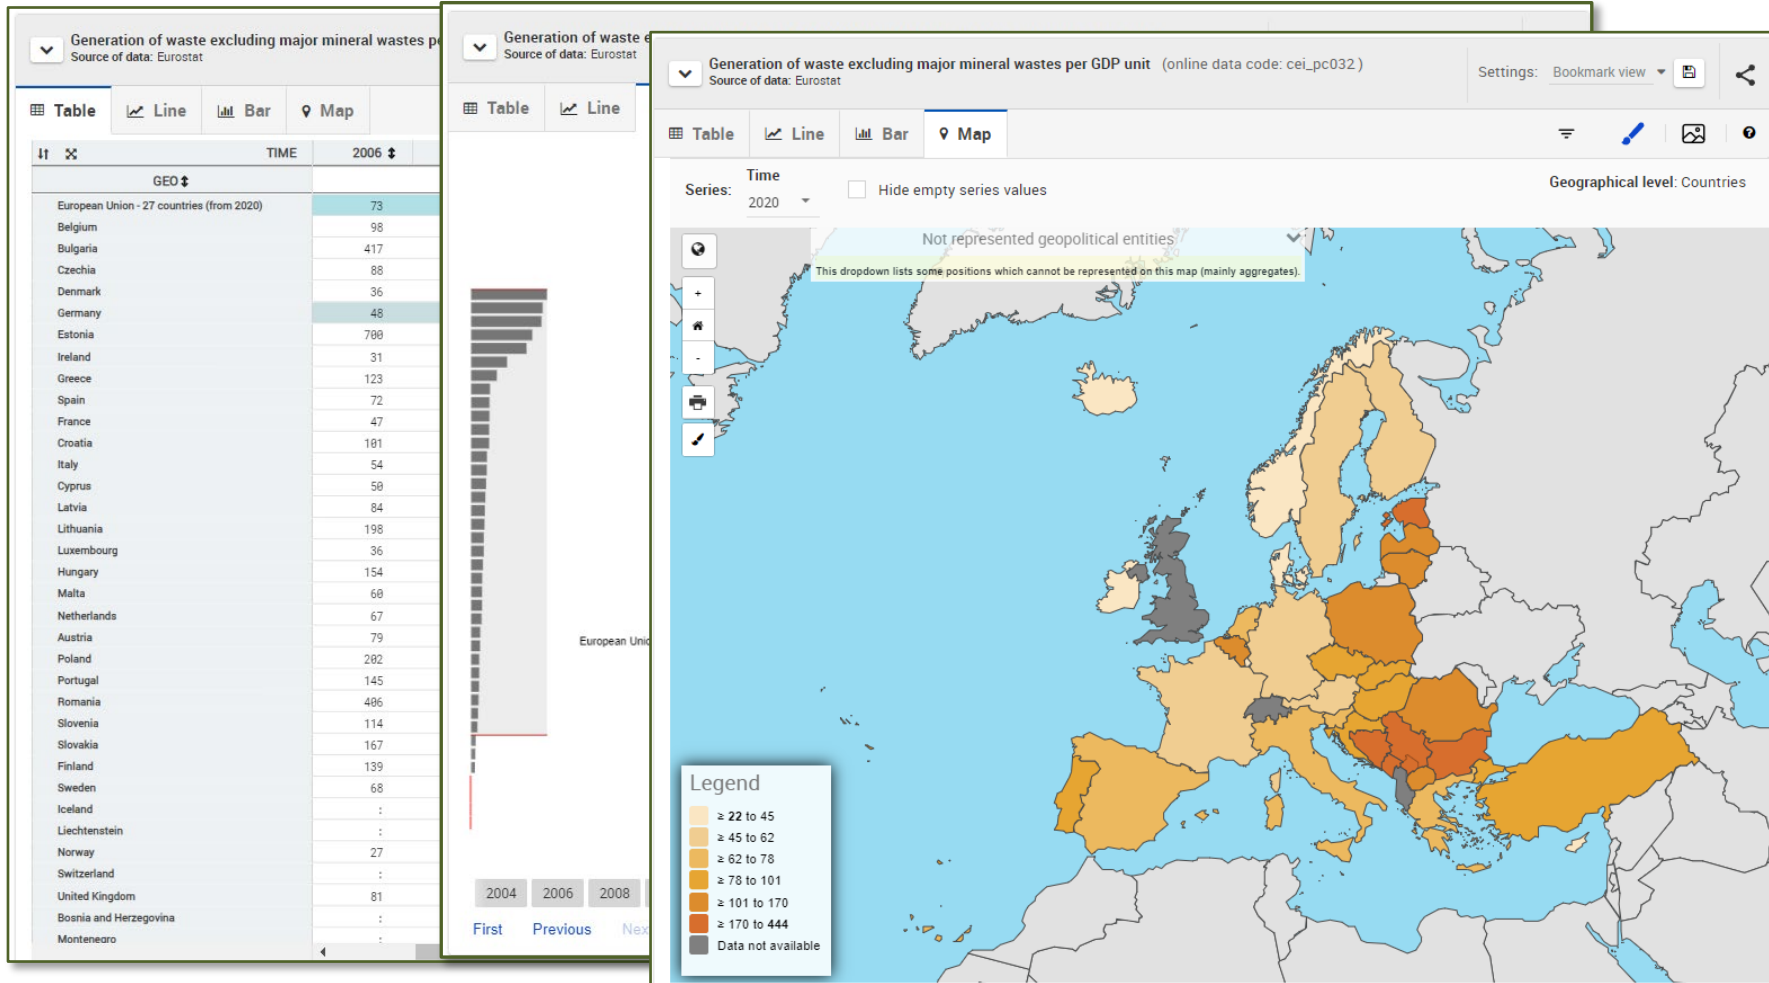 Generation of waste excluding major mineral wastes pe
Source of data: Eurostat
Table Line Bar Map
TIME 2006
GEO
European Union - 27 countries (from 2020) 73
Belgium 98
Bulgaria 417
Czechia 88
Denmark 36
Germany 48
Estonia 700
Ireland 31
Greece 123
Spain 72
France 47
Croatia 101
Italy 54
Cyprus 50
Latvia 84
Lithuania 198
Luxembourg 36
Hungary 154
Malta 60
Netherlands 67
Austria 79
Poland 202
Portugal 145
Romania 406
Slovenia 114
Slovakia 167
Finland 139
Sweden 68
Iceland :
Liechtenstein :
Norway 27
Switzerland :
United Kingdom 81
Bosnia and Herzegovina :
Montenegro :
Generation of waste e
Source of data: Eurostat
Table Line
European Unio
2004 2006 2008
First Previous Nex
Generation of waste excluding major mineral wastes per GDP unit (online data code: cei_pc032 )
Source of data: Eurostat
Settings: Bookmark view
Table Line Bar Map
Series: Time
2020
Hide empty series values
Geographical level: Countries
Not represented geopolitical entities
This dropdown lists some positions which cannot be represented on this map (mainly aggregates).
+
-
Legend
≥ 22 to 45
≥ 45 to 62
≥ 62 to 78
≥ 78 to 101
≥ 101 to 170
≥ 170 to 444
Data not available